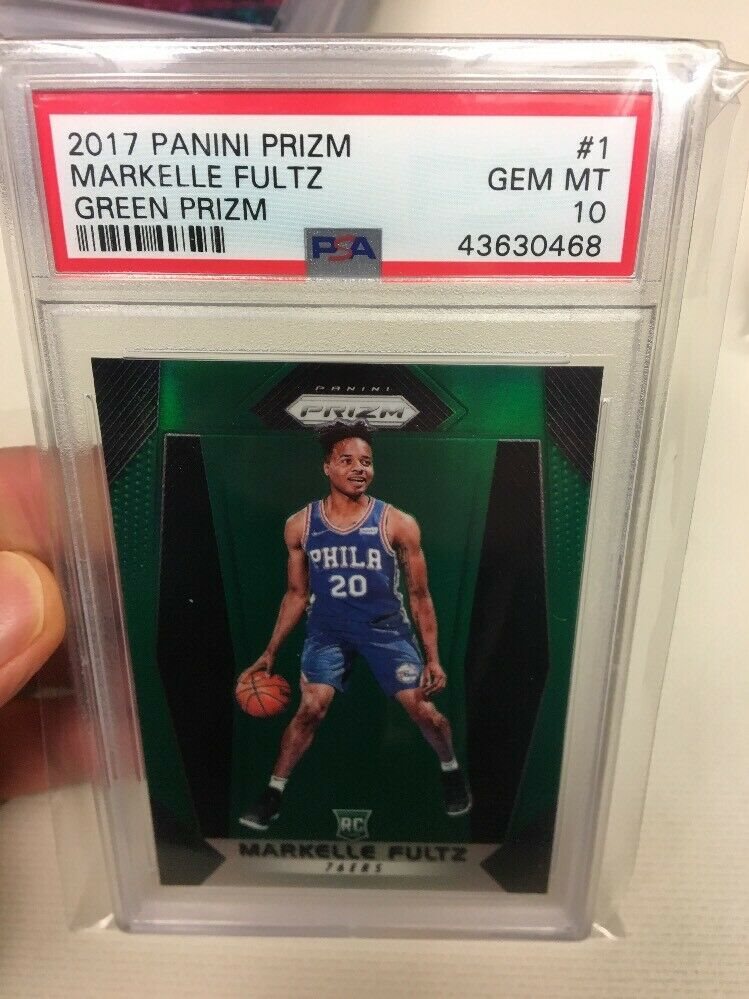 2017 PANINI PRIZM #1
MARKELLE FULTZ GEM MT
GREEN PRIZM 10
PSA 43630468
PANINI
PRIZM
PHILA
20
RC
MARKELLE FULTZ
76ERS